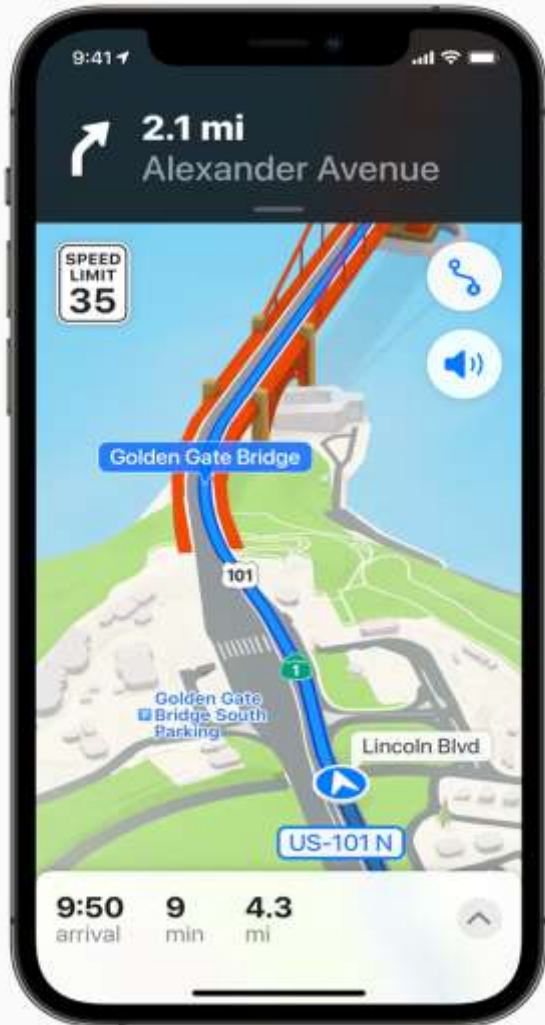 9:41
2.1 mi
Alexander Avenue
SPEED
LIMIT
35
Golden Gate Bridge
101
1
Golden Gate
P Bridge South
Parking
Lincoln Blvd
US-101 N
9:50 9 4.3
arrival min mi